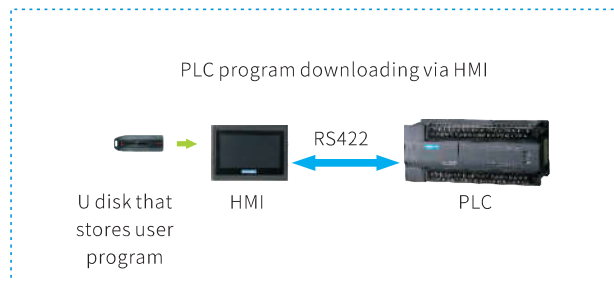 PLC program downloading via HMI
RS422
U disk that
stores user
program
HMI
PLC